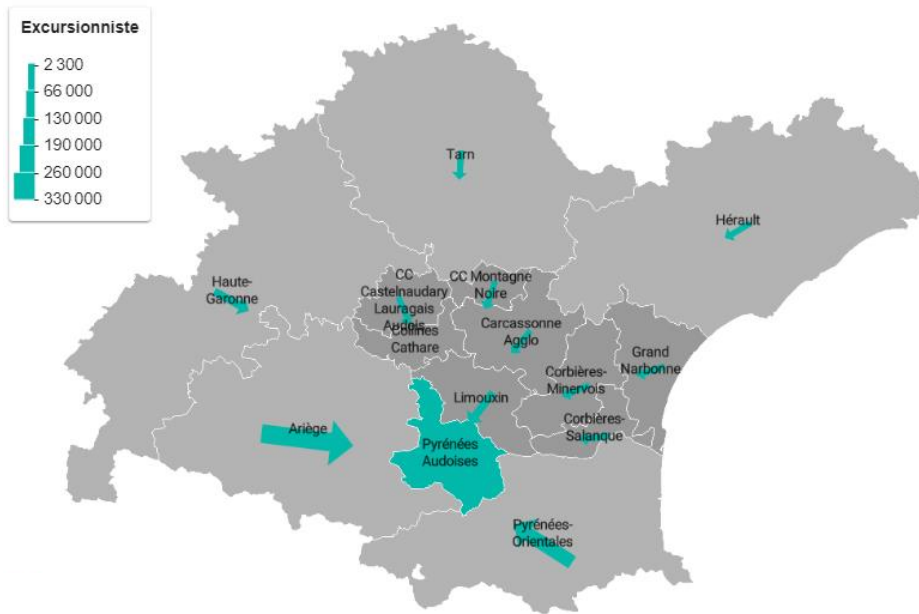 Excursionniste
2 300
66 000
130 000
190 000
260 000
330 000
Tarn
Hérault
Haute-
Garonne
CC
Castelnaudary
Lauragais
Audois
CC Montagne
Noire
Collines
Cathare
Carcassonne
Agglo
Grand
Narbonne
Corbières-
Minervois
Limouxin
Corbières-
Salanque
Ariège
Pyrénées
Audoises
Pyrénées-
Orientales